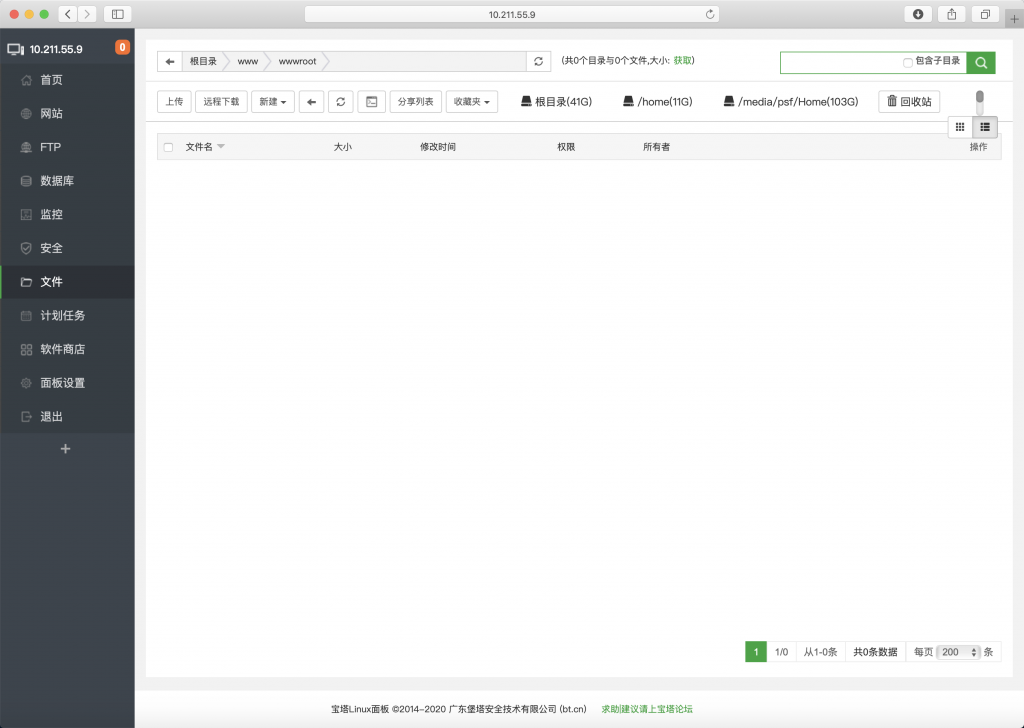 10.211.55.9
10.211.55.9
0
首页
网站
FTP
数据库
监控
安全
文件
计划任务
软件商店
面板设置
退出
根目录 www wwwroot
(共0个目录与0个文件,大小: 获取)
包含子目录
上传 远程下载 新建 分享列表 收藏夹 根目录(41G) /home(11G) /media/psf/Home(103G) 回收站
文件名 大小 修改时间 权限 所有者 操作
1 1/0 从1-0条 共0条数据 每页 200 条
宝塔Linux面板 ©2014-2020 广东堡塔安全技术有限公司 (bt.cn) 求助|建议请上宝塔论坛